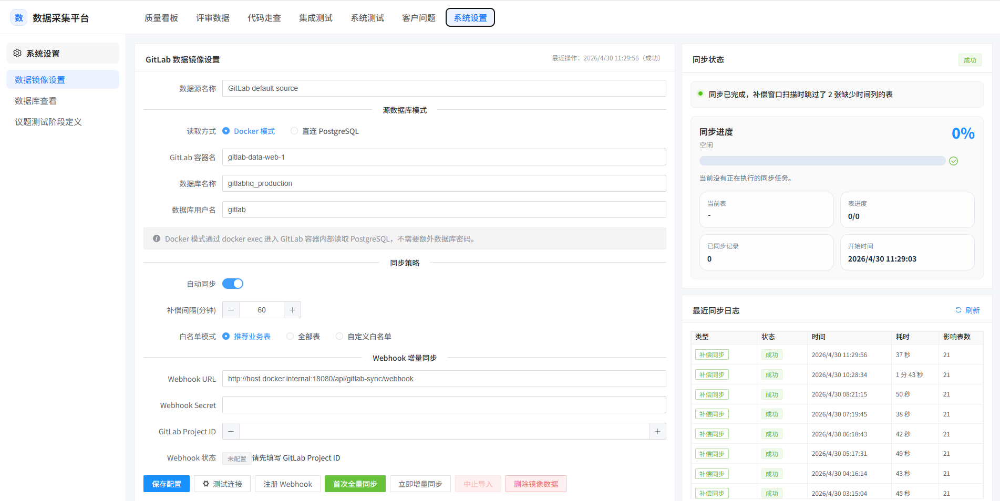 数 数据采集平台 质量看板 评审数据 代码走查 集成测试 系统测试 客户问题 系统设置
系统设置
数据镜像设置
数据库查看
议题测试阶段定义
GitLab 数据镜像设置 最近操作：2026/4/30 11:29:56（成功）
数据源名称 GitLab default source
源数据库模式
读取方式 Docker 模式 直连 PostgreSQL
GitLab 容器名 gitlab-data-web-1
数据库名称 gitlabhq_production
数据库用户名 gitlab
Docker 模式通过 docker exec 进入 GitLab 容器内部读取 PostgreSQL，不需要额外数据库密码。
同步策略
自动同步
补偿间隔(分钟) 60
白名单模式 推荐业务表 全部表 自定义白名单
Webhook 增量同步
Webhook URL http://host.docker.internal:18080/api/gitlab-sync/webhook
Webhook Secret
GitLab Project ID
Webhook 状态 未配置 请先填写 GitLab Project ID
保存配置 测试连接 注册 Webhook 首次全量同步 立即增量同步 中止导入 删除镜像数据
同步状态 成功
同步已完成，补偿窗口扫描时跳过了 2 张缺少时间列的表
同步进度 0%
空闲
当前没有正在执行的同步任务。
当前表 表进度
- 0/0
已同步记录 开始时间
0 2026/4/30 11:29:03
最近同步日志 刷新
类型 状态 时间 耗时 影响表数
补偿同步 成功 2026/4/30 11:29:56 37 秒 21
补偿同步 成功 2026/4/30 10:28:34 1 分 43 秒 21
补偿同步 成功 2026/4/30 08:21:15 50 秒 21
补偿同步 成功 2026/4/30 07:19:45 38 秒 21
补偿同步 成功 2026/4/30 06:18:43 42 秒 21
补偿同步 成功 2026/4/30 05:17:31 49 秒 21
补偿同步 成功 2026/4/30 04:16:14 43 秒 21
补偿同步 成功 2026/4/30 03:15:04 45 秒 21